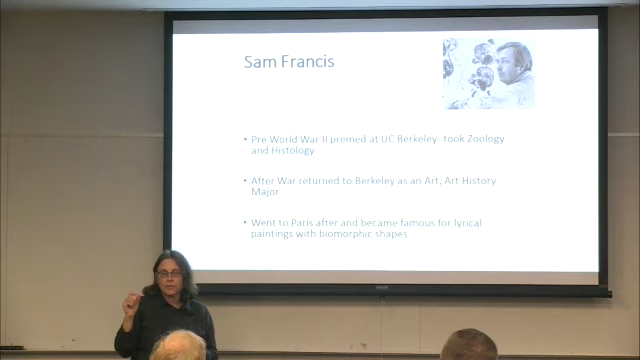 Sam Francis
• Pre World War II premed at UC Berkeley- took Zoology
and Histology
• After War returned to Berkeley as an Art, Art History
Major
• Went to Paris after and became famous for lyrical
paintings with biomorphic shapes